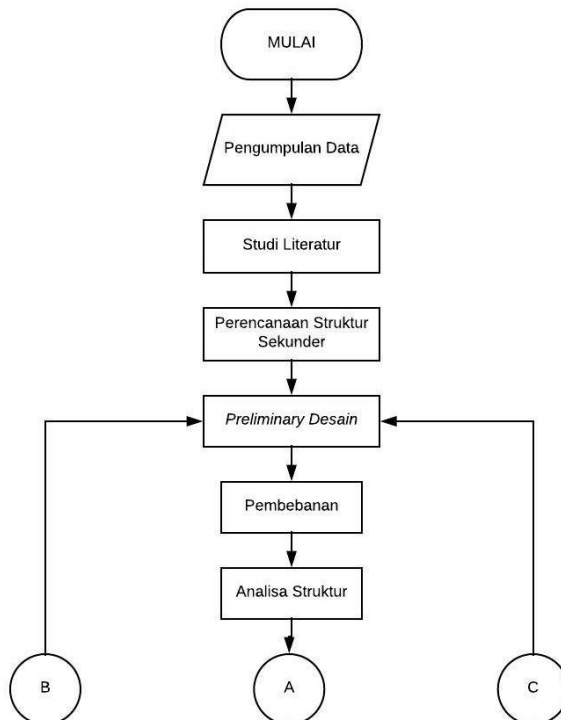 MULAI
Pengumpulan Data
Studi Literatur
Perencanaan Struktur
Sekunder
Preliminary Desain
Pembebanan
Analisa Struktur
B
A
C